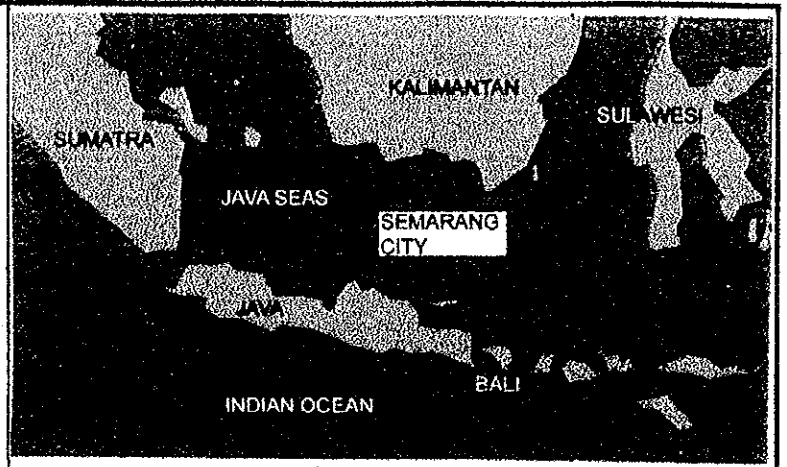 KALIMANTAN
SULAWESI
SUMATRA
JAVA SEAS
SEMARANG
CITY
JAVA
BALI
INDIAN OCEAN